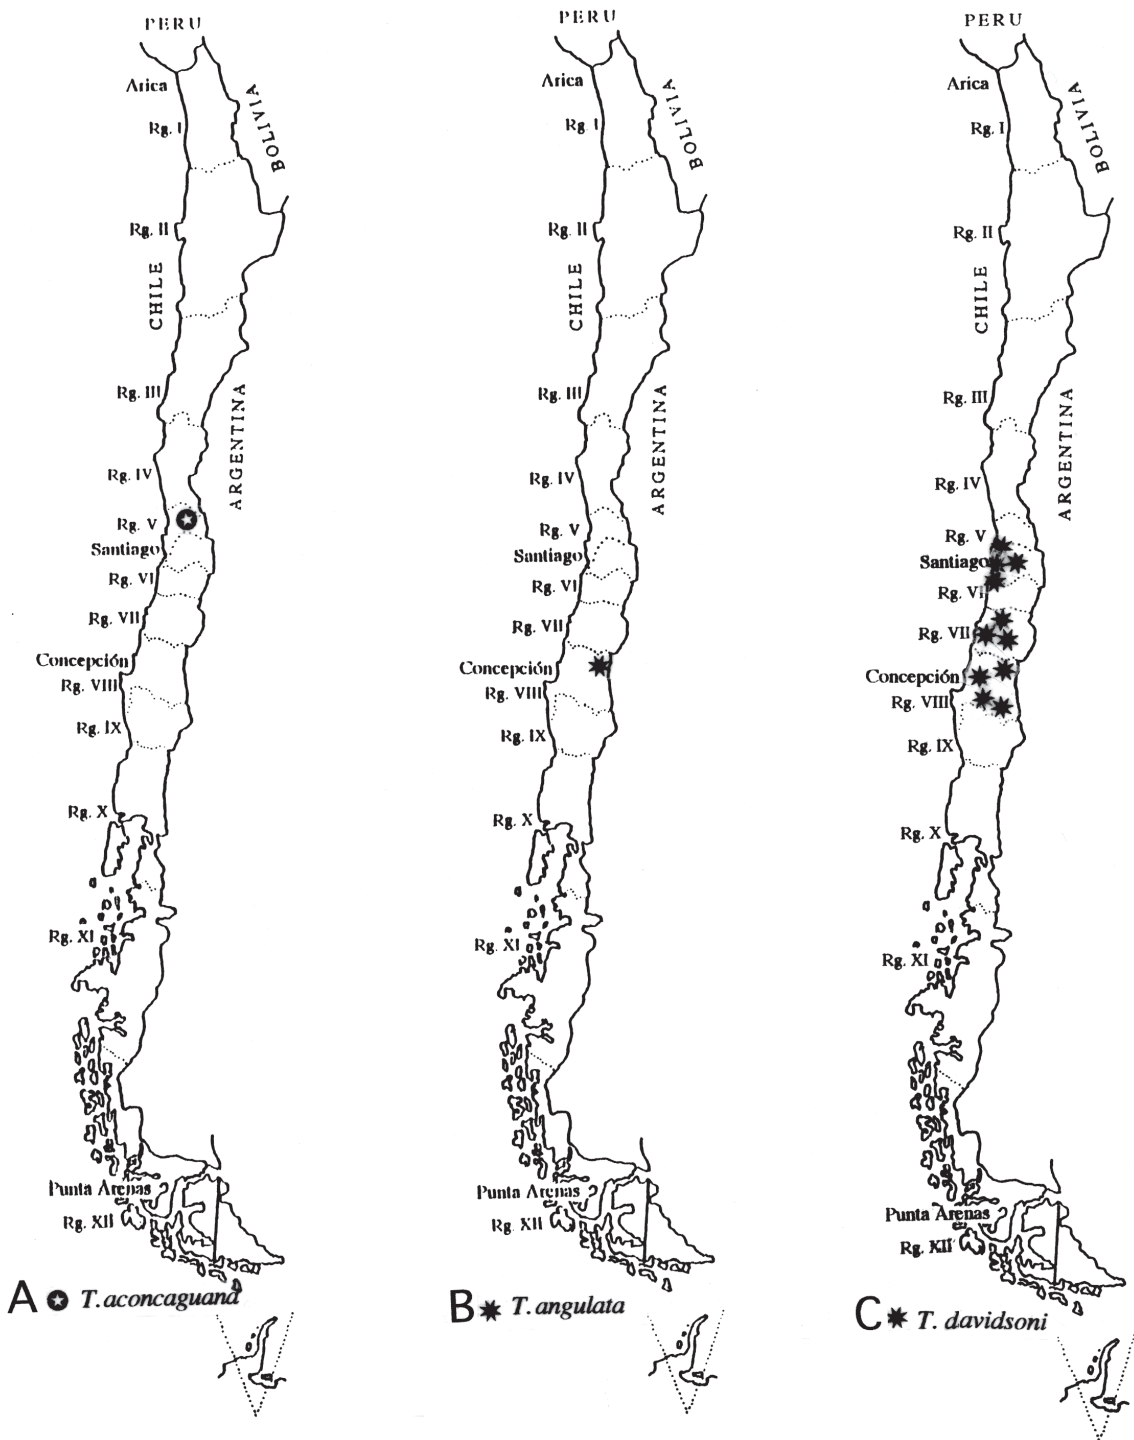 PERU
Arica
BOLIVIA
Rg. I
Rg. II
CHILE
Rg. III
ARGENTINA
Rg. IV
Rg. V
Santiago
Rg. VI
Rg. VII
Concepción
Rg. VIII
Rg. IX
Rg. X
Rg. XI
Punta Arenas
Rg. XII
A T. aconcaguana
PERU
Arica
BOLIVIA
Rg. I
Rg. II
CHILE
Rg. III
ARGENTINA
Rg. IV
Rg. V
Santiago
Rg. VI
Rg. VII
Concepción
Rg. VIII
Rg. IX
Rg. X
Rg. XI
Punta Arenas
Rg. XII
B T. angulata
PERU
Arica
BOLIVIA
Rg. I
Rg. II
CHILE
Rg. III
ARGENTINA
Rg. IV
Rg. V
Santiago
Rg. VI
Rg. VII
Concepción
Rg. VIII
Rg. IX
Rg. X
Rg. XI
Punta Arenas
Rg. XII
C T. davidsoni